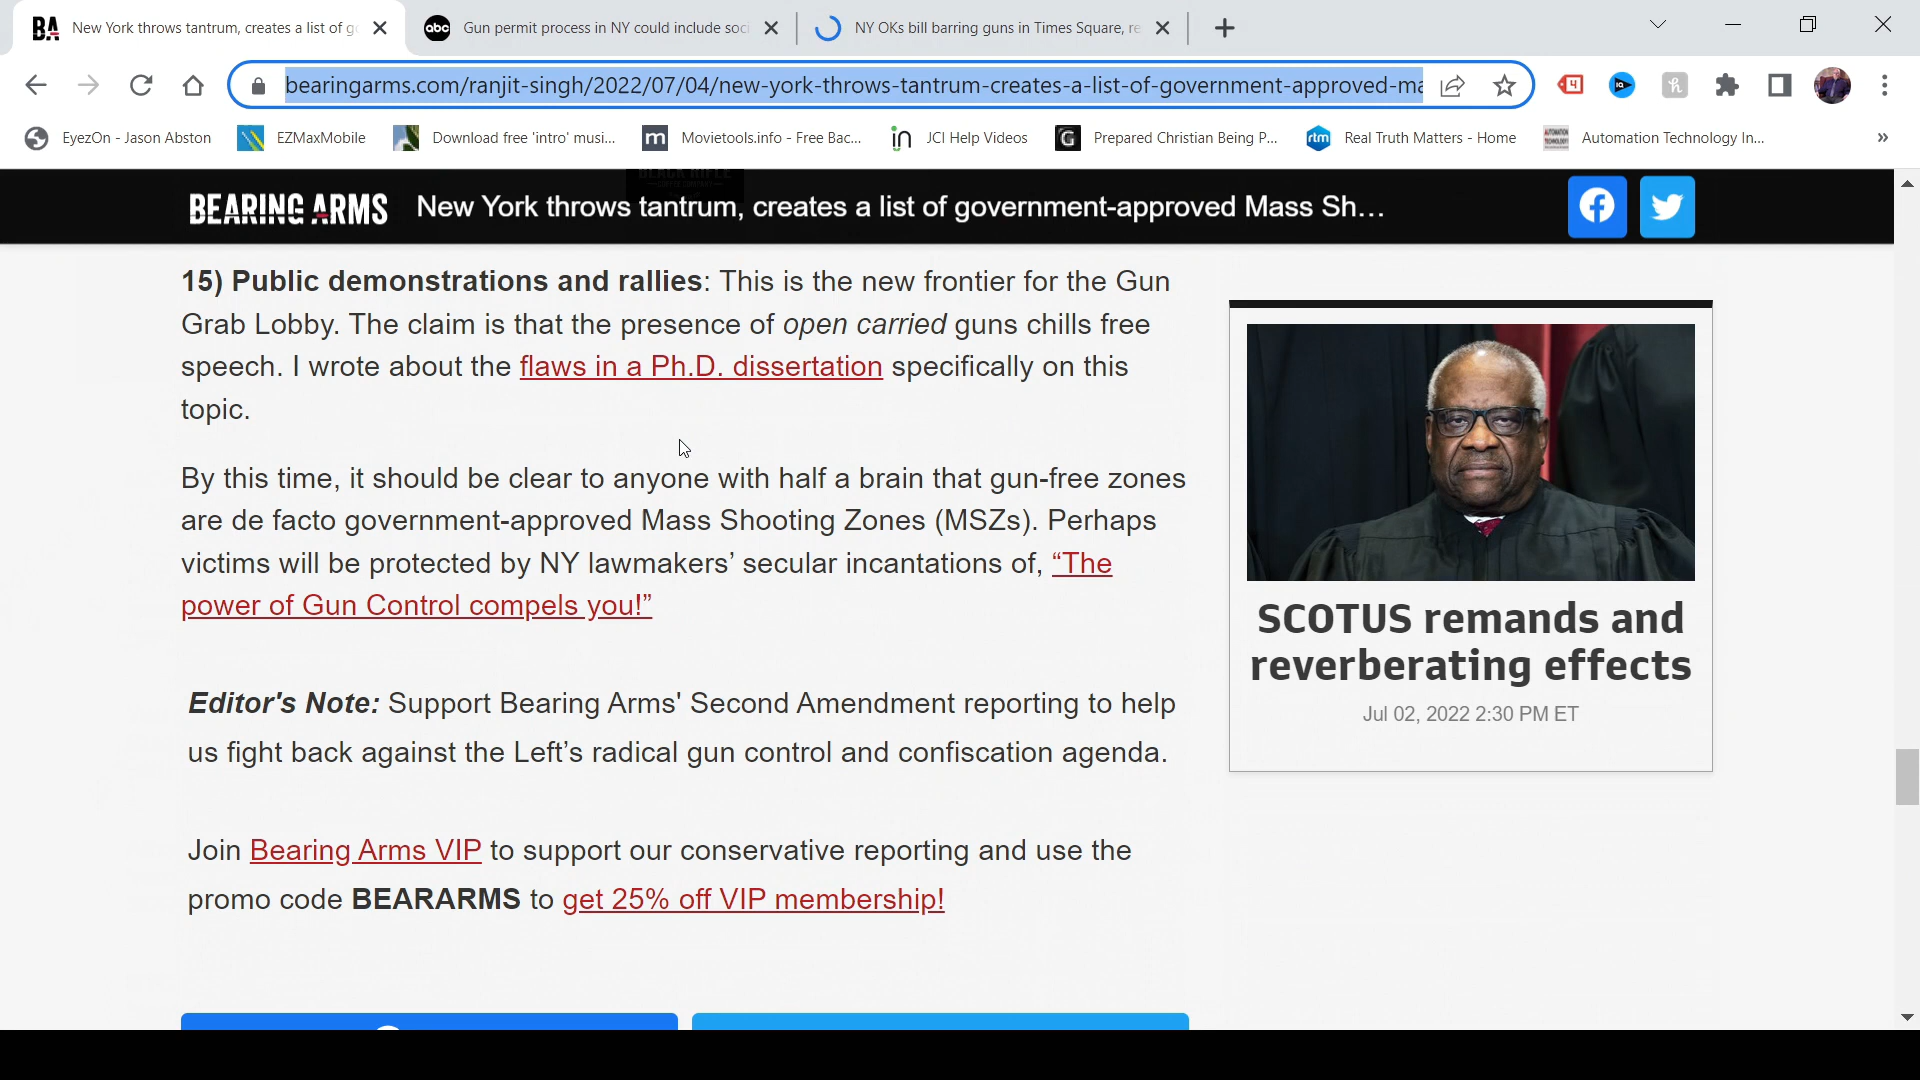 New York throws tantrum, creates a list of g
Gun permit process in NY could include soc
NY OKs bill barring guns in Times Square, re
bearingarms.com/ranjit-singh/2022/07/04/new-york-throws-tantrum-creates-a-list-of-government-approved-ma
EyezOn - Jason Abston
EZMaxMobile
Download free 'intro' musi...
Movietools.info - Free Bac...
JCI Help Videos
Prepared Christian Being P...
Real Truth Matters - Home
Automation Technology In...
»
BLACK RIFLE
BEARING ARMS New York throws tantrum, creates a list of government-approved Mass Sh...
15) Public demonstrations and rallies: This is the new frontier for the Gun
Grab Lobby. The claim is that the presence of open carried guns chills free
speech. I wrote about the flaws in a Ph.D. dissertation specifically on this
topic.
By this time, it should be clear to anyone with half a brain that gun-free zones
are de facto government-approved Mass Shooting Zones (MSZs). Perhaps
victims will be protected by NY lawmakers’ secular incantations of, “The
power of Gun Control compels you!”
Editor's Note: Support Bearing Arms' Second Amendment reporting to help
us fight back against the Left’s radical gun control and confiscation agenda.
Join Bearing Arms VIP to support our conservative reporting and use the
promo code BEARARMS to get 25% off VIP membership!
SCOTUS remands and
reverberating effects
Jul 02, 2022 2:30 PM ET